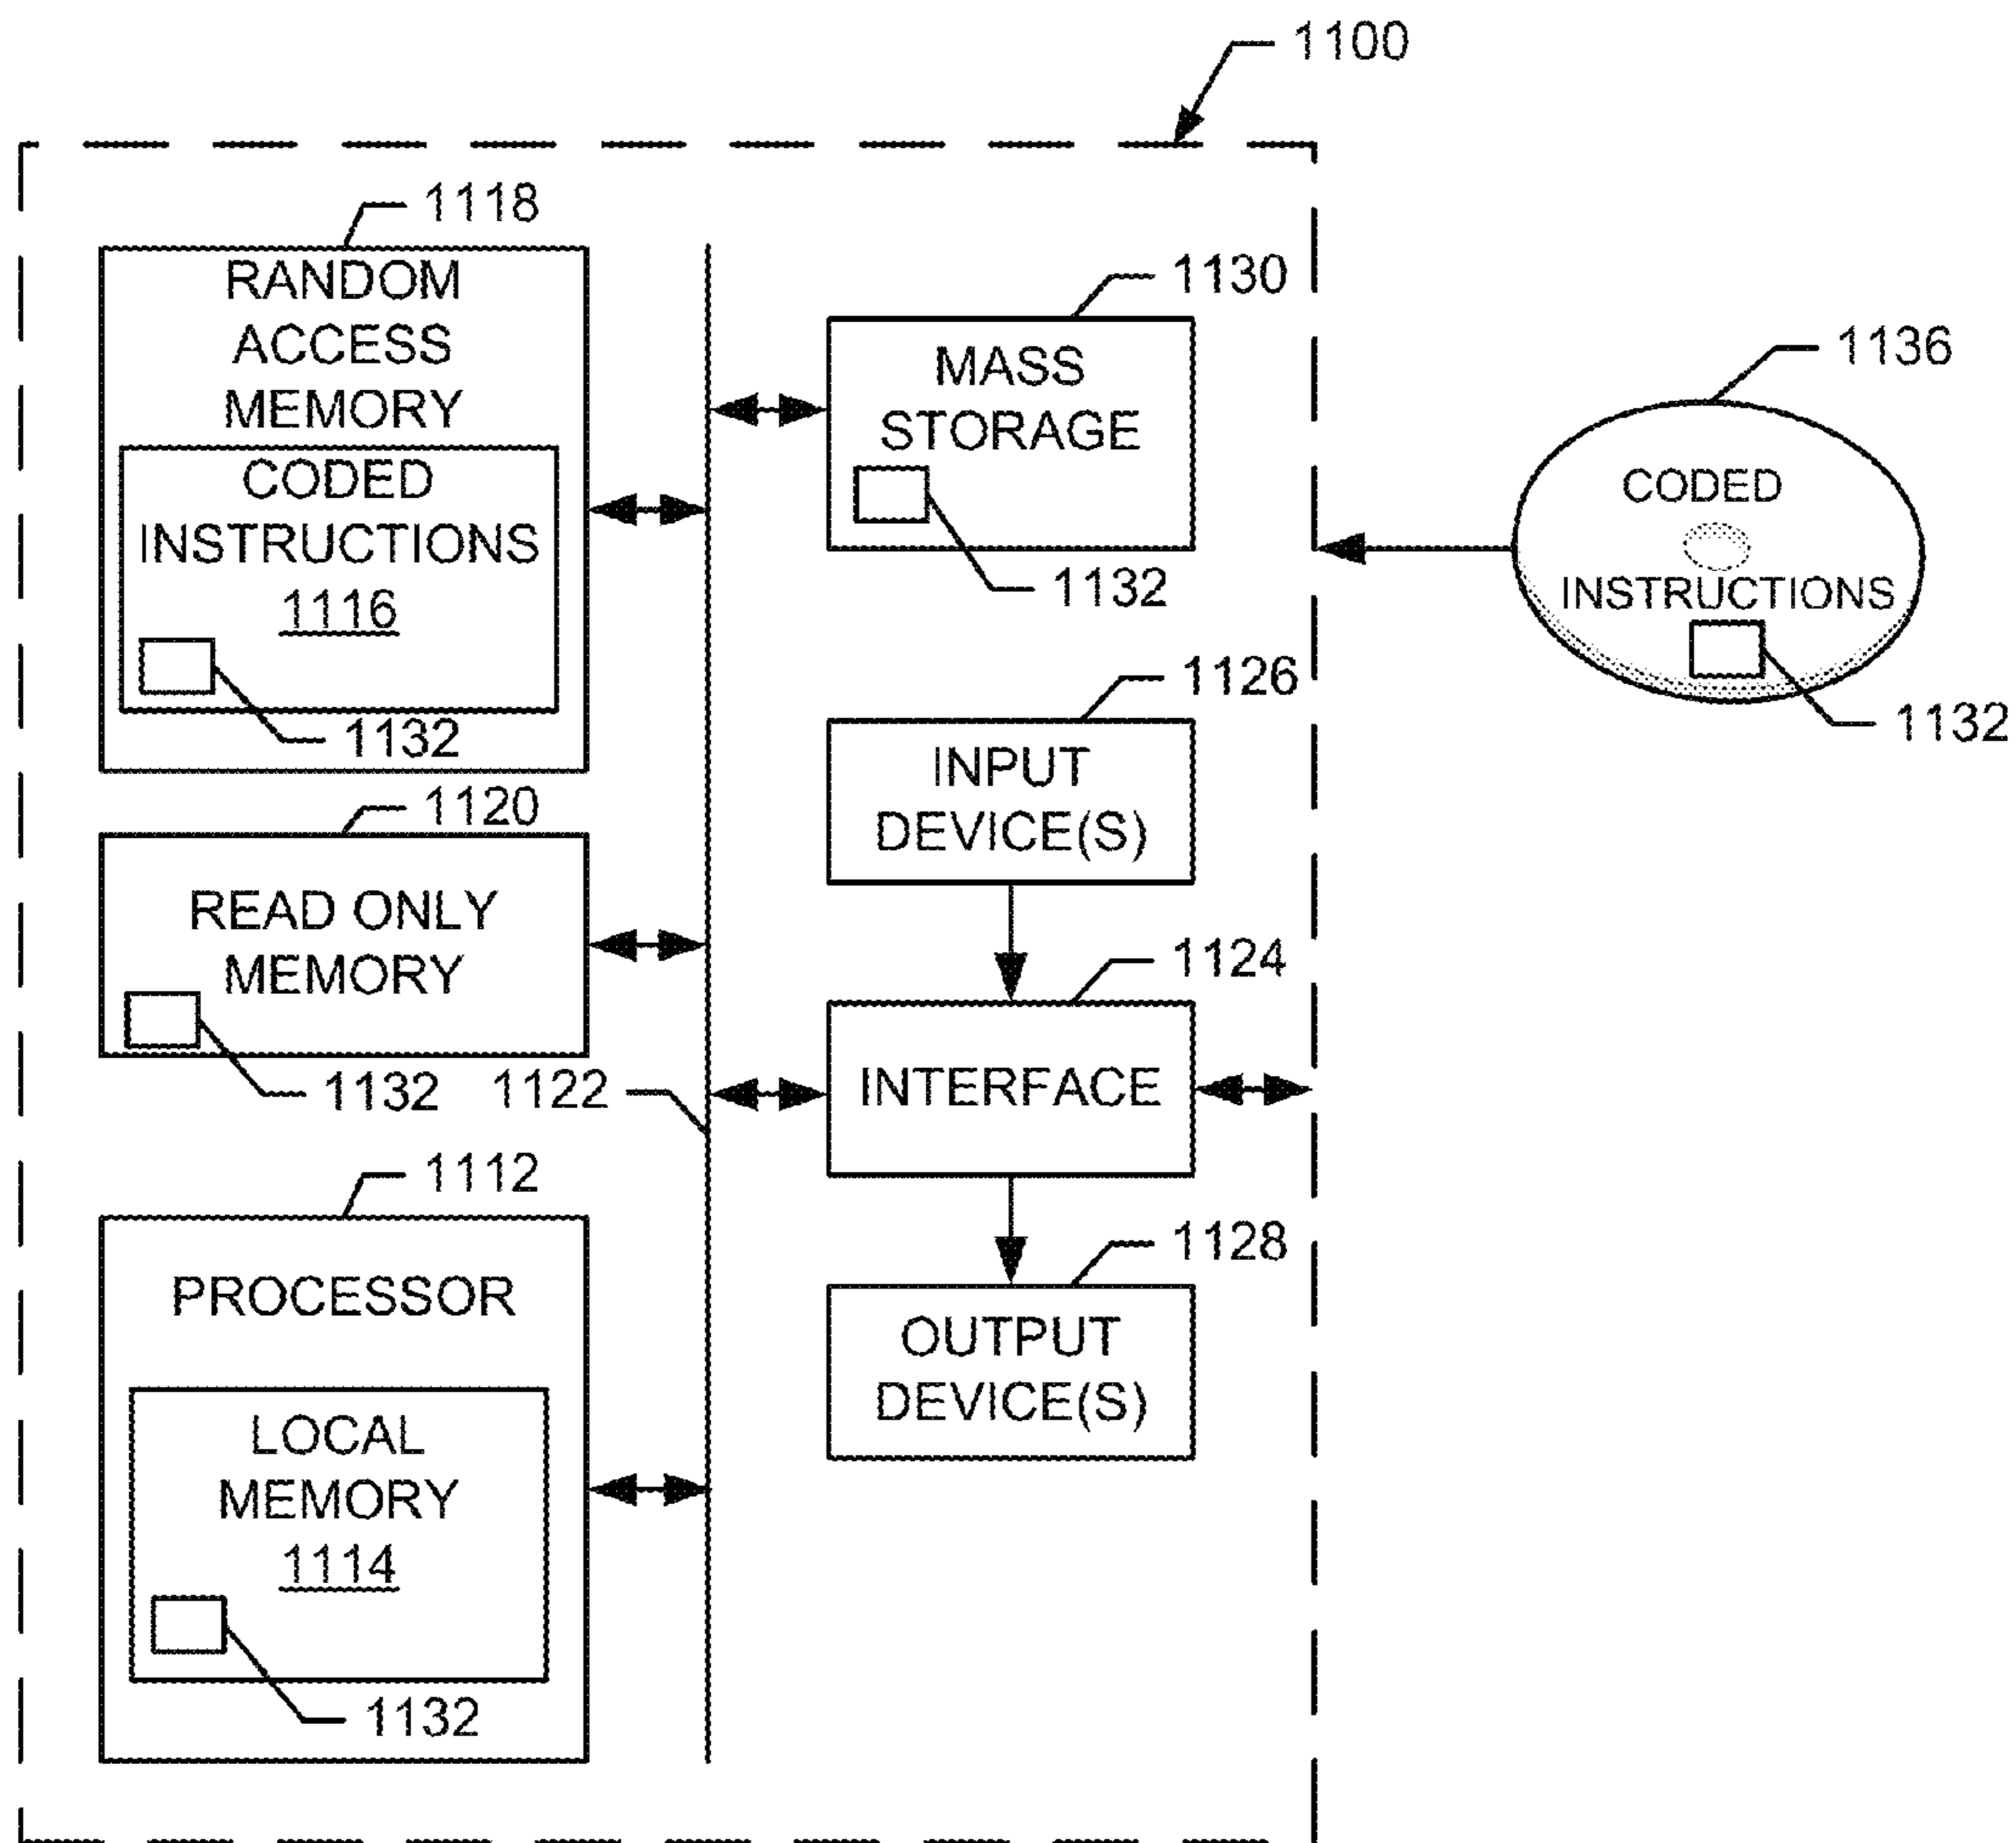 1100
1118
RANDOM
ACCESS
MEMORY
CODED
INSTRUCTIONS
1116
1132
1130
MASS
STORAGE
1132
1136
CODED
INSTRUCTIONS
1132
1126
INPUT
DEVICE(S)
1120
READ ONLY
MEMORY
1132
1122
1124
INTERFACE
1112
PROCESSOR
LOCAL
MEMORY
1114
1132
1128
OUTPUT
DEVICE(S)